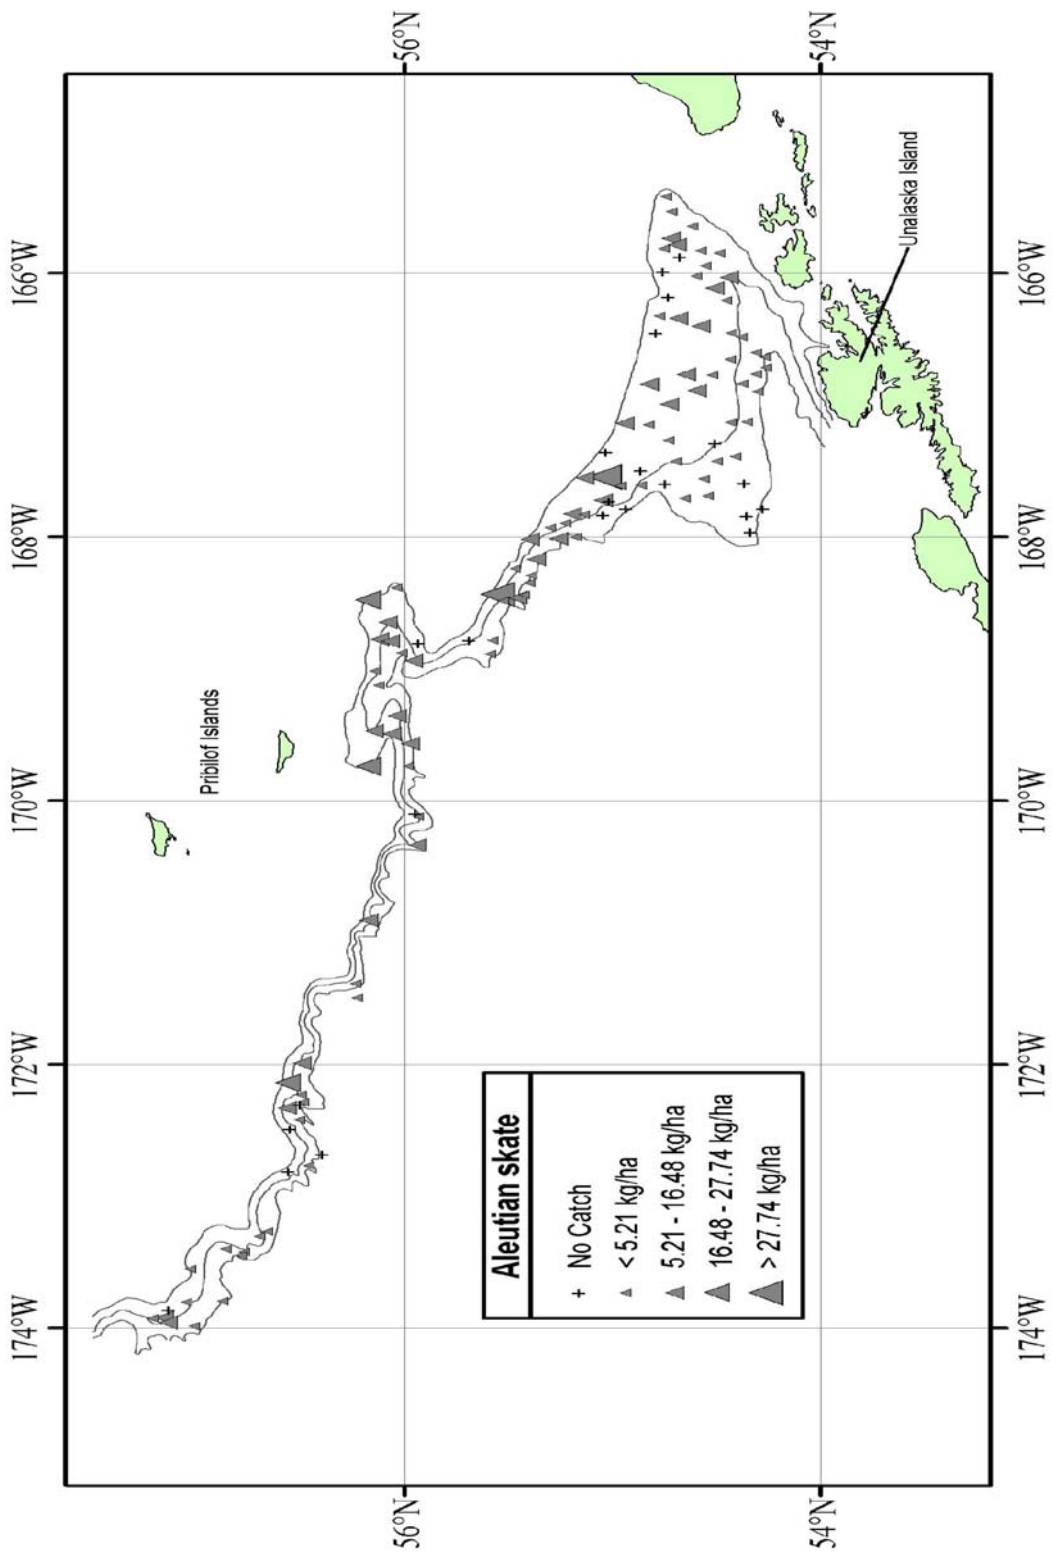 174°W
172°W
170°W
168°W
166°W
56°N
56°N
54°N
54°N
Pribilof Islands
Unalaska Island
Aleutian skate
No Catch
< 5.21 kg/ha
5.21 - 16.48 kg/ha
16.48 - 27.74 kg/ha
> 27.74 kg/ha
174°W
172°W
170°W
168°W
166°W